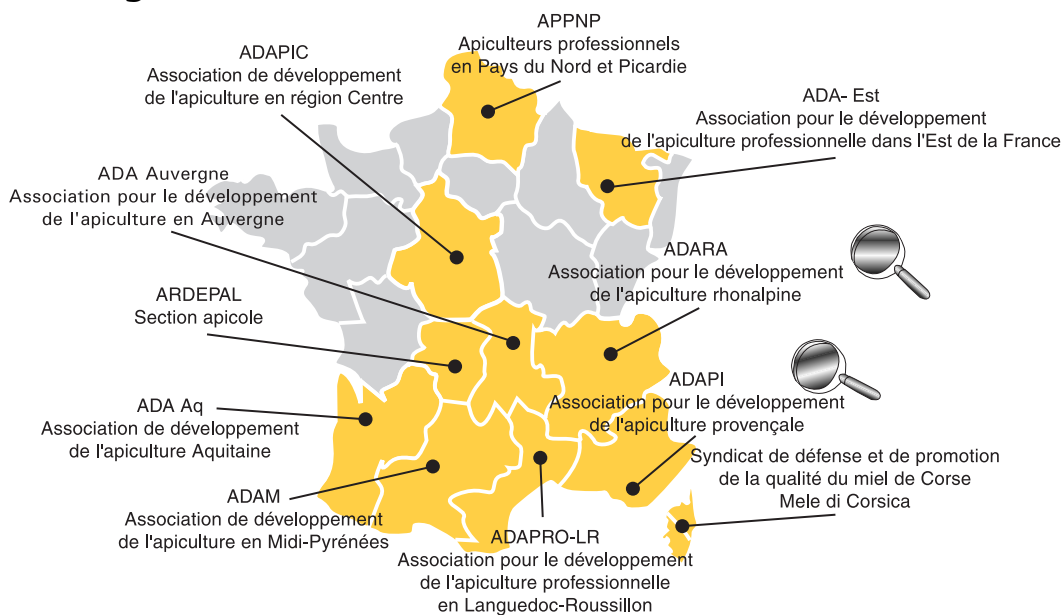 APPNP
Apiculteurs professionnels
en Pays du Nord et Picardie
ADAPIC
Association de développement
de l'apiculture en région Centre
ADA- Est
Association pour le développement
de l'apiculture professionnelle dans l'Est de la France
ADA Auvergne
Association pour le développement
de l'apiculture en Auvergne
ADARA
Association pour le développement
de l'apiculture rhonalpine
ARDEPAL
Section apicole
ADAPI
Association pour le développement
de l'apiculture provençale
ADA Aq
Association de développement
de l'apiculture Aquitaine
Syndicat de défense et de promotion
de la qualité du miel de Corse
Mele di Corsica
ADAM
Association de développement
de l'apiculture en Midi-Pyrénées
ADAPRO-LR
Association pour le développement
de l'apiculture professionnelle
en Languedoc-Roussillon